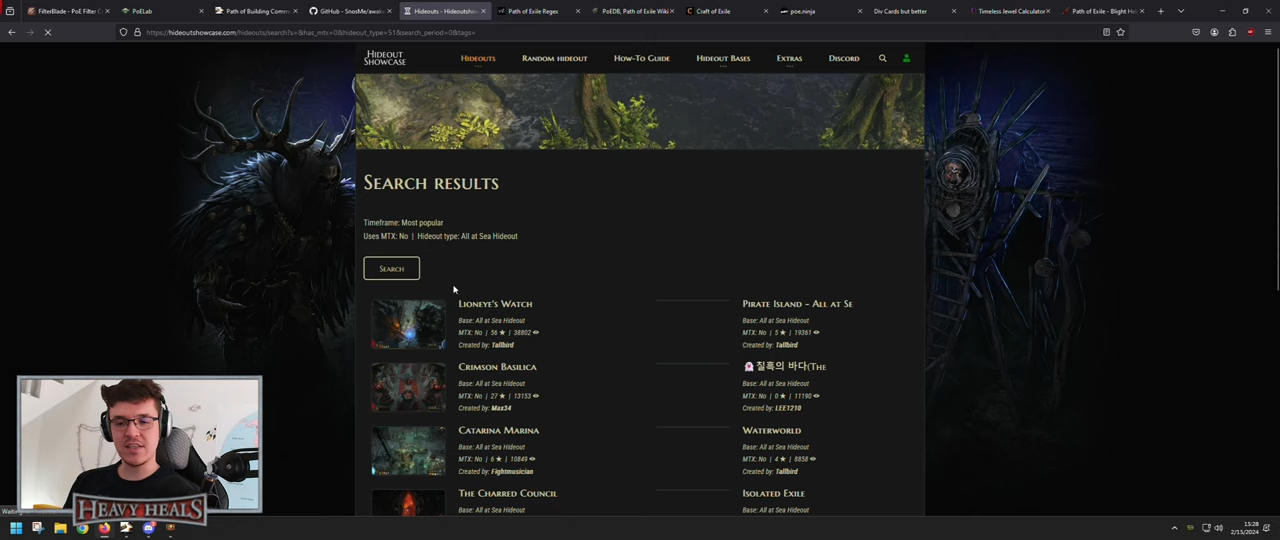 FilterBlade - PoE Filter C
PoELab
Path of Building Comm
GitHub - SnosMe/awak
Hideouts - Hideoutshow
Path of Exile Regex
PoEDB, Path of Exile Wiki
Craft of Exile
poe.ninja
Div Cards but better
Timeless Jewel Calculator
Path of Exile - Blight He
https://hideoutshowcase.com/hideouts/search?s=&has_mtx=0&hideout_type=51&search_period=0&tags=
Hideout Showcase
Hideouts
Random hideout
How-To Guide
Hideout Bases
Extras
Discord
Search results
Timeframe: Most popular
Uses MTX: No | Hideout type: All at Sea Hideout
Search
Lioneye's Watch
Base: All at Sea Hideout
MTX: No | 56 ★ | 38802
Created by: Tallbird
Pirate Island - All at Se
Base: All at Sea Hideout
MTX: No | 5 ★ | 19361
Created by: Tallbird
Crimson Basilica
Base: All at Sea Hideout
MTX: No | 27 ★ | 13153
Created by: Max34
칠흑의 바다(The
Base: All at Sea Hideout
MTX: No | 0 ★ | 11190
Created by: LEE1210
Catarina Marina
Base: All at Sea Hideout
MTX: No | 6 ★ | 10849
Created by: Fightmusician
Waterworld
Base: All at Sea Hideout
MTX: No | 4 ★ | 8858
Created by: Tallbird
The Charred Council
Base: All at Sea Hideout
Isolated Exile
Base: All at Sea Hideout
Waiting
HEAVY HEALS
15:28
2/15/2024